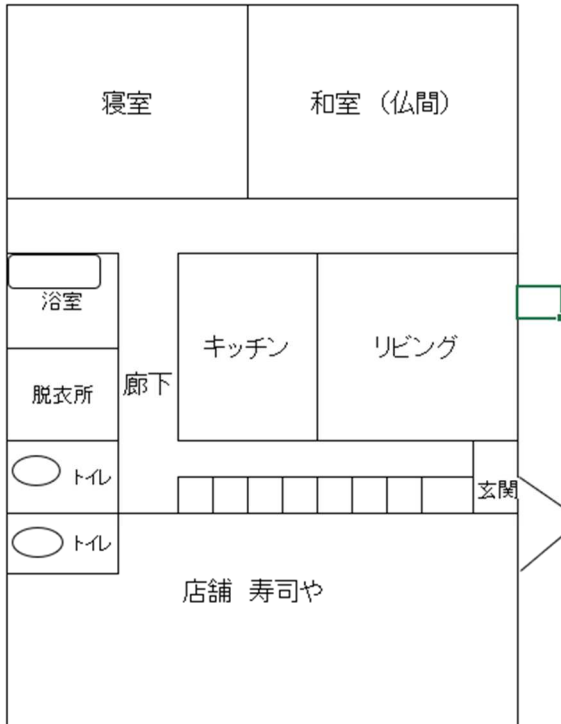 寝室
和室（仏間）
浴室
キッチン
リビング
脱衣所
廊下
トイレ
玄関
トイレ
店舗 寿司や